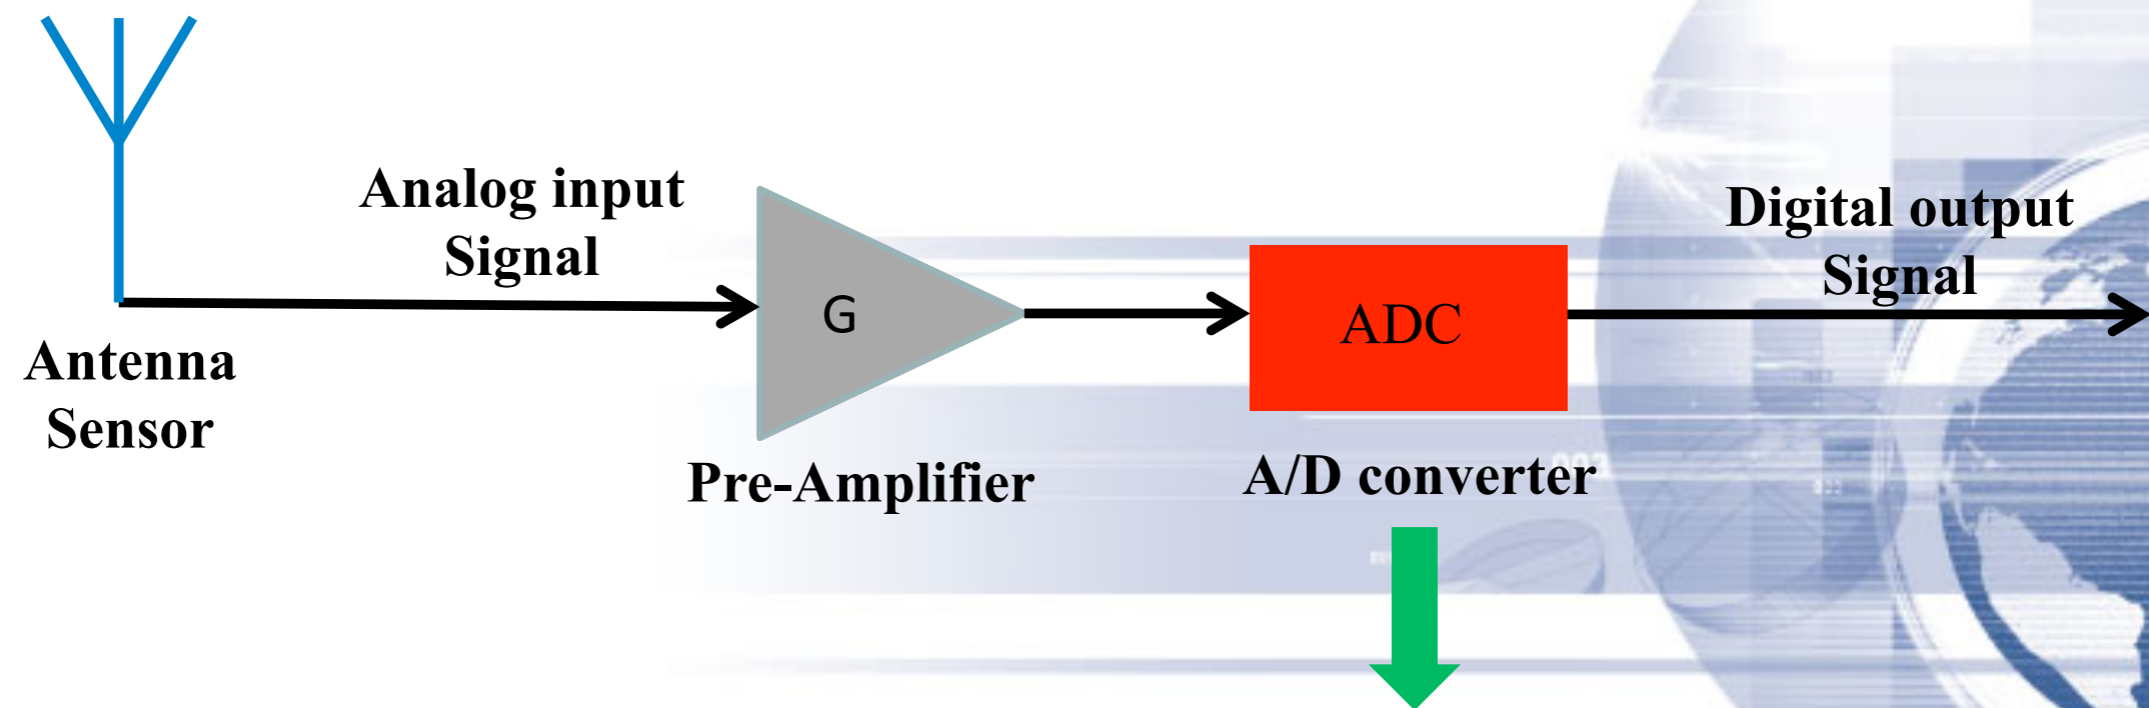 Analog input
Signal
Digital output
Signal
G
ADC
Antenna
Sensor
Pre-Amplifier
A/D converter